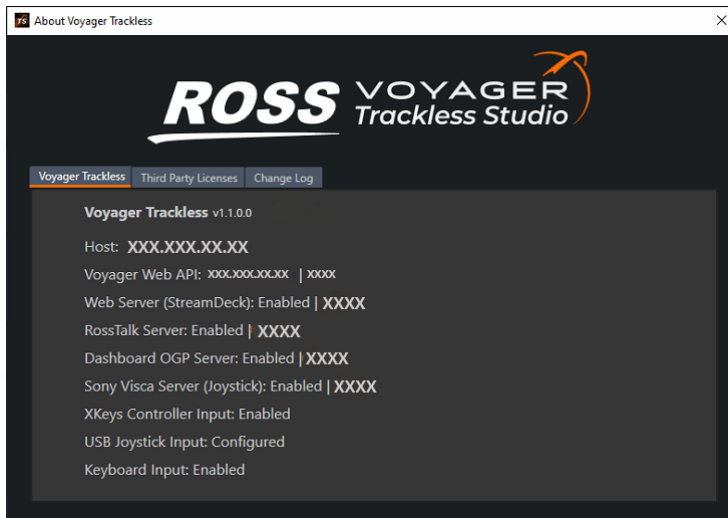 About Voyager Trackless
ROSS VOYAGER
Trackless Studio
Voyager Trackless Third Party Licenses Change Log
Voyager Trackless v1.1.0.0
Host: XXX.XXX.XX.XX
Voyager Web API: XXX.XXX.XX.XX | XXXX
Web Server (StreamDeck): Enabled | XXXX
RossTalk Server: Enabled | XXXX
Dashboard OGP Server: Enabled | XXXX
Sony Visca Server (Joystick): Enabled | XXXX
XKeys Controller Input: Enabled
USB Joystick Input: Configured
Keyboard Input: Enabled